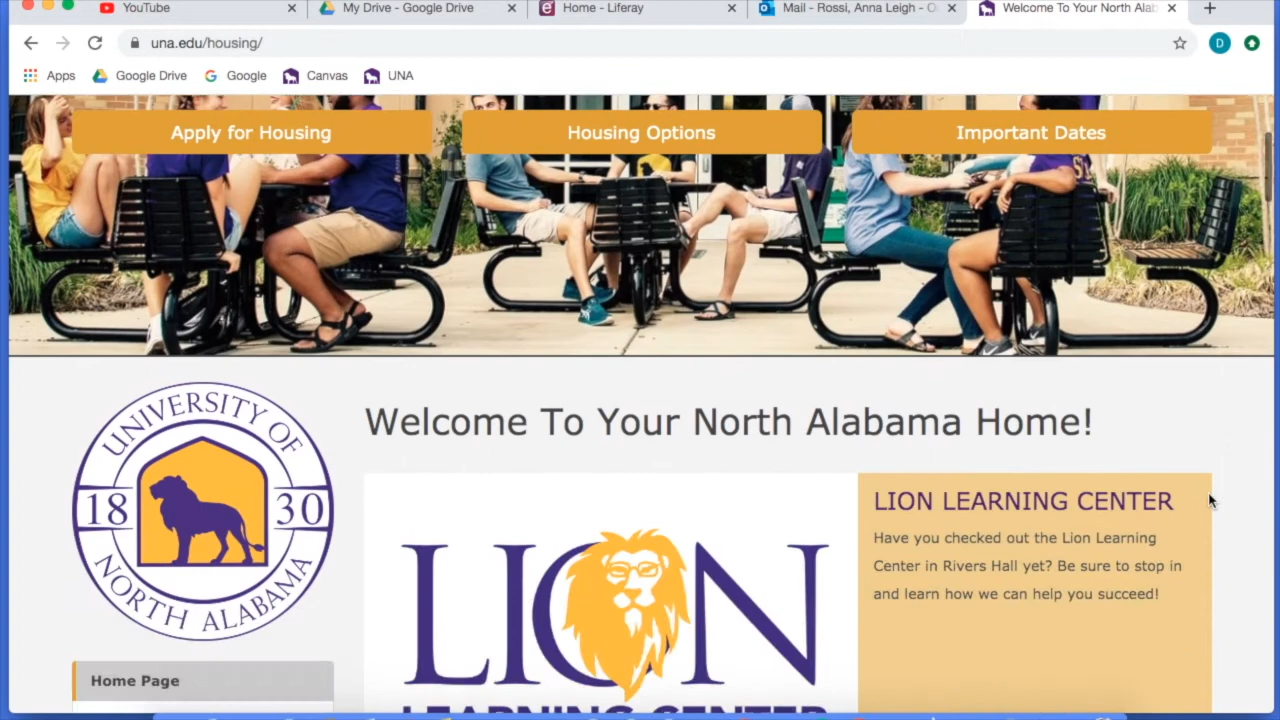 YouTube
My Drive - Google Drive
Home - Liferay
Mail - Rossi, Anna Leigh - O
Welcome To Your North Alab
una.edu/housing/
D
Apps
Google Drive
Google
Canvas
UNA
Apply for Housing
Housing Options
Important Dates
UNIVERSITY OF
18 30
NORTH ALABAMA
Welcome To Your North Alabama Home!
LION
LEARNING CENTER
LION LEARNING CENTER
Have you checked out the Lion Learning
Center in Rivers Hall yet? Be sure to stop in
and learn how we can help you succeed!
Home Page